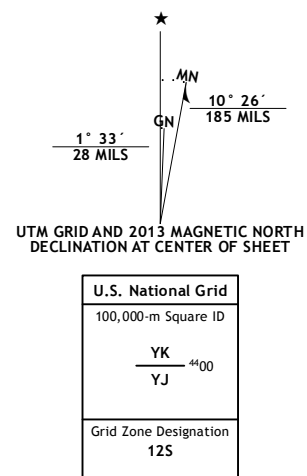 ★
MN
GN
10° 26´
185 MILS
1° 33´
28 MILS
UTM GRID AND 2013 MAGNETIC NORTH
DECLINATION AT CENTER OF SHEET
U.S. National Grid
100,000-m Square ID
YK
⁴⁴00
YJ
Grid Zone Designation
12S